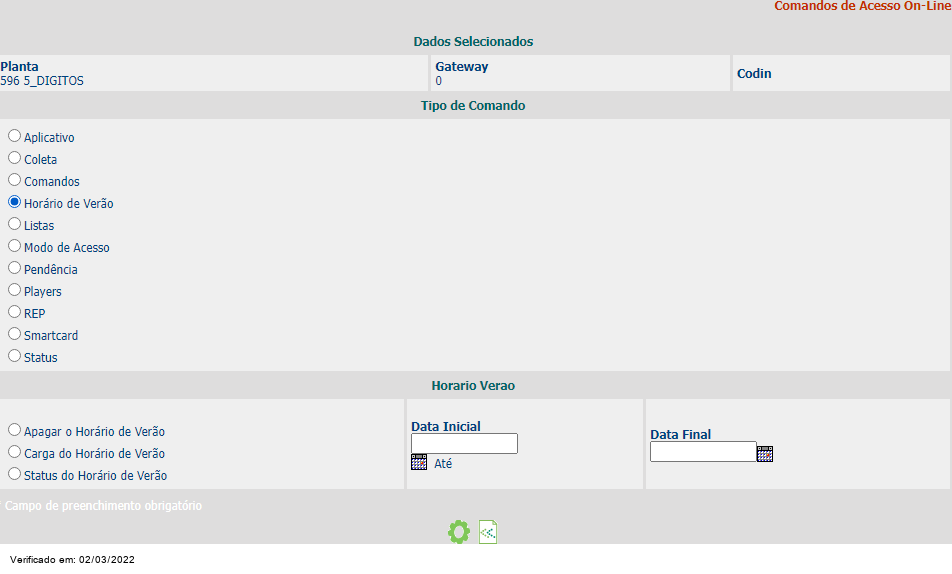 Comandos de Acesso On-Line
Dados Selecionados
Planta
596 5_DIGITOS
Gateway
0
Codin
Tipo de Comando
Aplicativo
Coleta
Comandos
Horário de Verão
Listas
Modo de Acesso
Pendência
Players
REP
Smartcard
Status
Horario Verao
Apagar o Horário de Verão
Carga do Horário de Verão
Status do Horário de Verão
Data Inicial
Até
Data Final
* Campo de preenchimento obrigatório
Verificado em: 02/03/2022